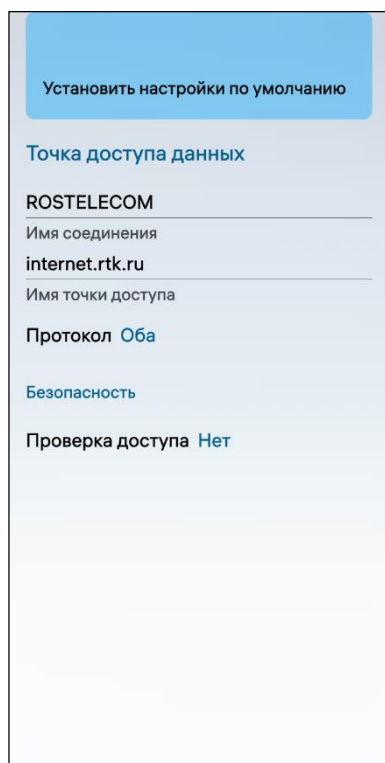 Установить настройки по умолчанию
Точка доступа данных
ROSTELECOM
Имя соединения
internet.rtk.ru
Имя точки доступа
Протокол Оба
Безопасность
Проверка доступа Нет